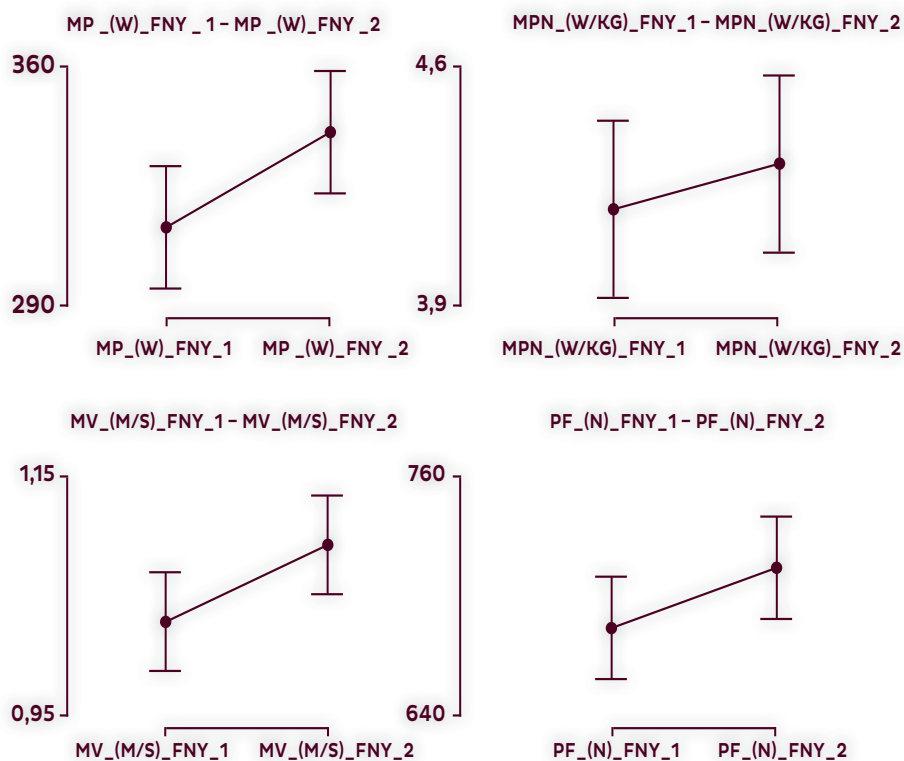 MP _(W)_FNY _ 1 – MP _(W)_FNY _2
360
290
MP_(W)_FNY_1 MP _(W)_FNY _2
MPN_(W/KG)_FNY_1 – MPN_(W/KG)_FNY_2
4,6
3,9
MPN_(W/KG)_FNY_1 MPN_(W/KG)_FNY_2
MV_(M/S)_FNY_1 – MV_(M/S)_FNY_2
1,15
0,95
MV_(M/S)_FNY_1 MV_(M/S)_FNY_2
PF_(N)_FNY_1 – PF_(N)_FNY_2
760
640
PF_(N)_FNY_1 PF_(N)_FNY_2